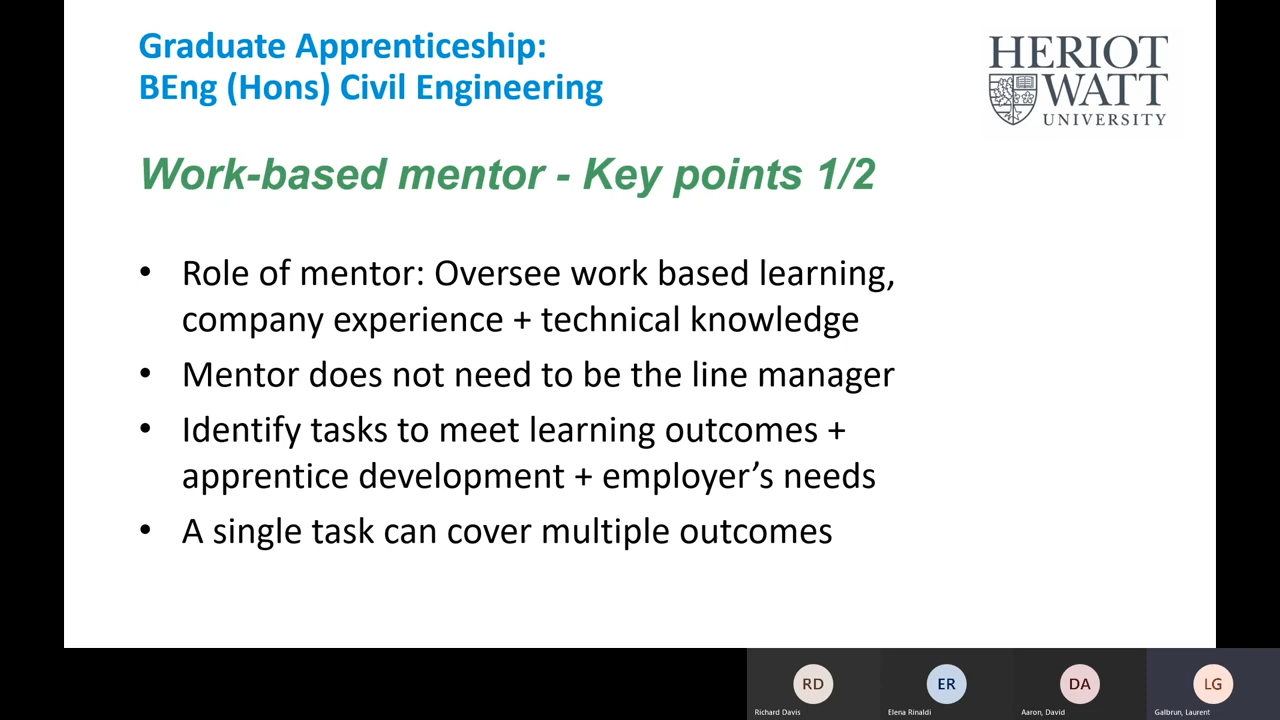 Graduate Apprenticeship:
BEng (Hons) Civil Engineering
HERIOT
WATT
UNIVERSITY
Work-based mentor - Key points 1/2
• Role of mentor: Oversee work based learning,
company experience + technical knowledge
• Mentor does not need to be the line manager
• Identify tasks to meet learning outcomes +
apprentice development + employer’s needs
• A single task can cover multiple outcomes
RD
ER
DA
LG
Richard Davis
Elena Rinaldi
Aaron, David
Galbrun, Laurent